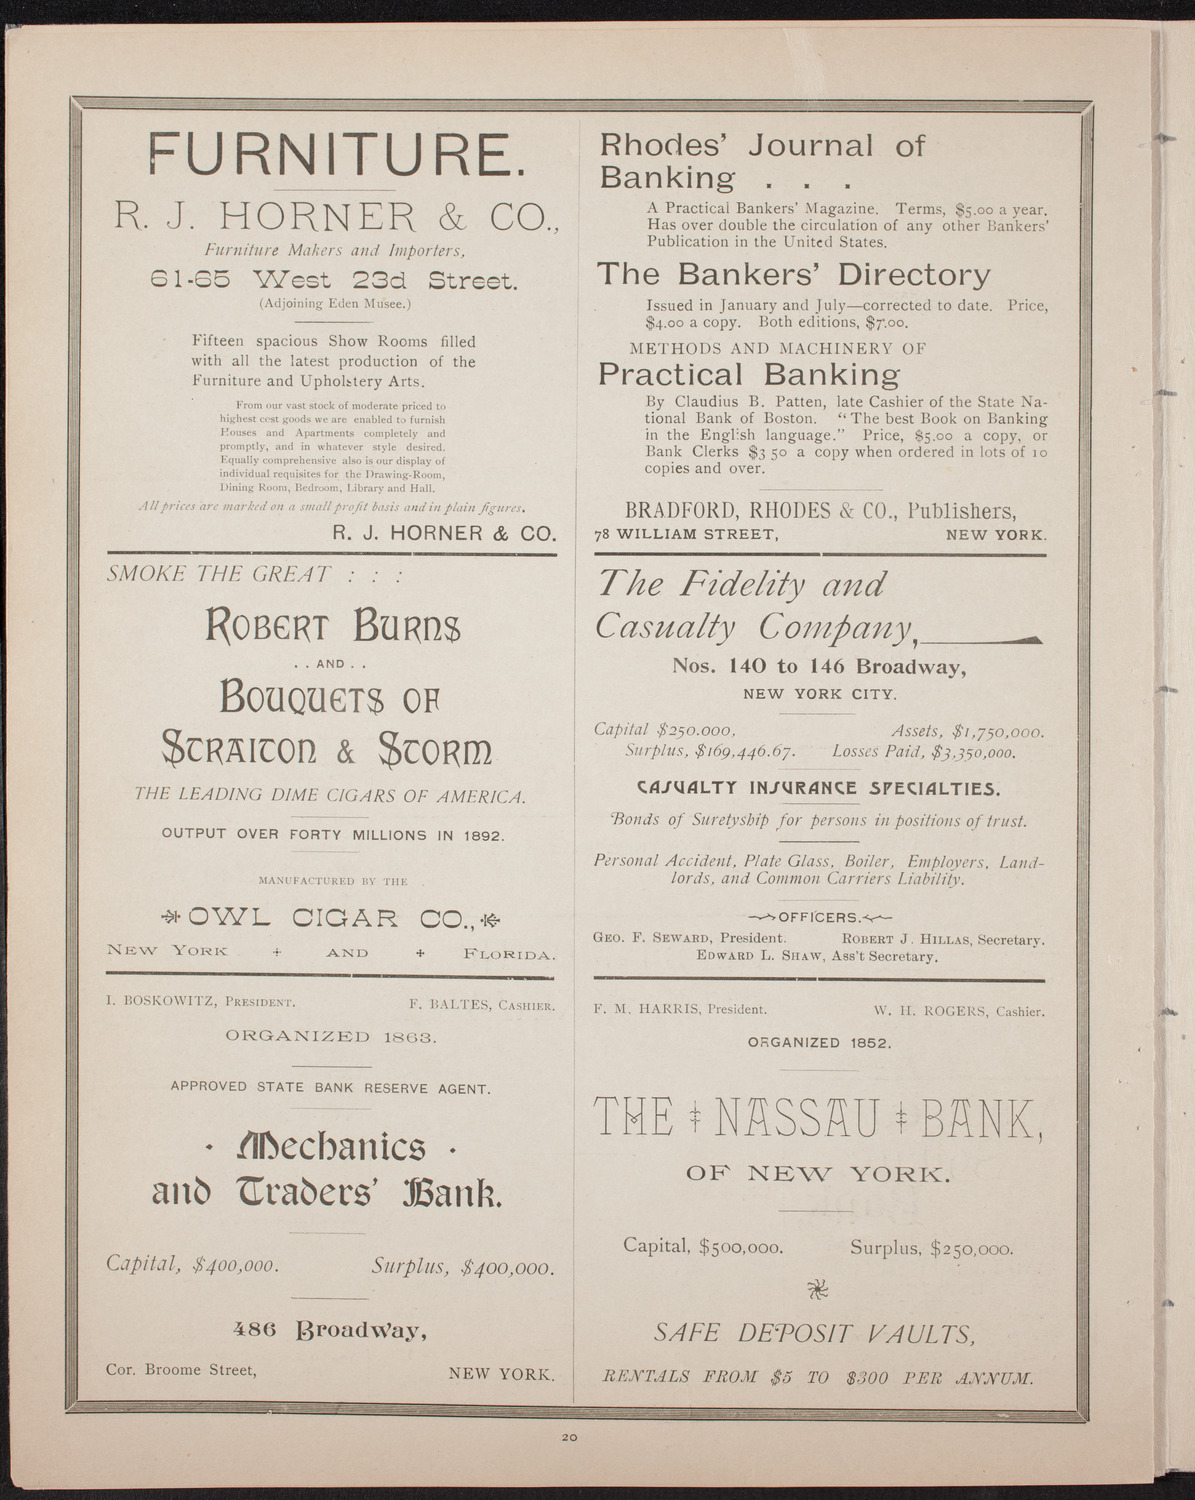 FURNITURE.
R. J. HORNER & CO.,
Furniture Makers and Importers,
61-65 West 23d Street.
(Adjoining Eden Musee.)
Fifteen spacious Show Rooms filled
with all the latest production of the
Furniture and Upholstery Arts.
From our vast stock of moderate priced to
highest cost goods we are enabled to furnish
Houses and Apartments completely and
promptly, and in whatever style desired.
Equally comprehensive also is our display of
individual requisites for the Drawing-Room,
Dining Room, Bedroom, Library and Hall.
All prices are marked on a small profit basis and in plain figures.
R. J. HORNER & CO.
SMOKE THE GREAT : : :
ROBERT BURNS
. . AND . .
BOUQUETS OF
STRAITON & STORM
THE LEADING DIME CIGARS OF AMERICA.
OUTPUT OVER FORTY MILLIONS IN 1892.
MANUFACTURED BY THE
OWL CIGAR CO.,
NEW YORK + AND + FLORIDA.
I. BOSKOWITZ, PRESIDENT. F. BALTES, CASHIER.
ORGANIZED 1863.
APPROVED STATE BANK RESERVE AGENT.
· Mechanics ·
and Traders' Bank.
Capital, $400,000. Surplus, $400,000.
486 Broadway,
Cor. Broome Street, NEW YORK.
Rhodes' Journal of
Banking . . .
A Practical Bankers' Magazine. Terms, $5.00 a year.
Has over double the circulation of any other Bankers'
Publication in the United States.
The Bankers' Directory
Issued in January and July—corrected to date. Price,
$4.00 a copy. Both editions, $7.00.
METHODS AND MACHINERY OF
Practical Banking
By Claudius B. Patten, late Cashier of the State Na-
tional Bank of Boston. "The best Book on Banking
in the English language." Price, $5.00 a copy, or
Bank Clerks $3 50 a copy when ordered in lots of 10
copies and over.
BRADFORD, RHODES & CO., Publishers,
78 WILLIAM STREET, NEW YORK.
The Fidelity and
Casualty Company,
Nos. 140 to 146 Broadway,
NEW YORK CITY.
Capital $250.000, Assets, $1,750,000.
Surplus, $169,446.67. Losses Paid, $3,350,000.
CASUALTY INSURANCE SPECIALTIES.
Bonds of Suretyship for persons in positions of trust.
Personal Accident, Plate Glass, Boiler, Employers, Land-
lords, and Common Carriers Liability.
OFFICERS.
GEO. F. SEWARD, President. ROBERT J. HILLAS, Secretary.
EDWARD L. SHAW, Ass't Secretary.
F. M. HARRIS, President. W. H. ROGERS, Cashier.
ORGANIZED 1852.
THE NASSAU BANK,
OF NEW YORK.
Capital, $500,000. Surplus, $250,000.
SAFE DEPOSIT VAULTS,
RENTALS FROM $5 TO $300 PER ANNUM.
20